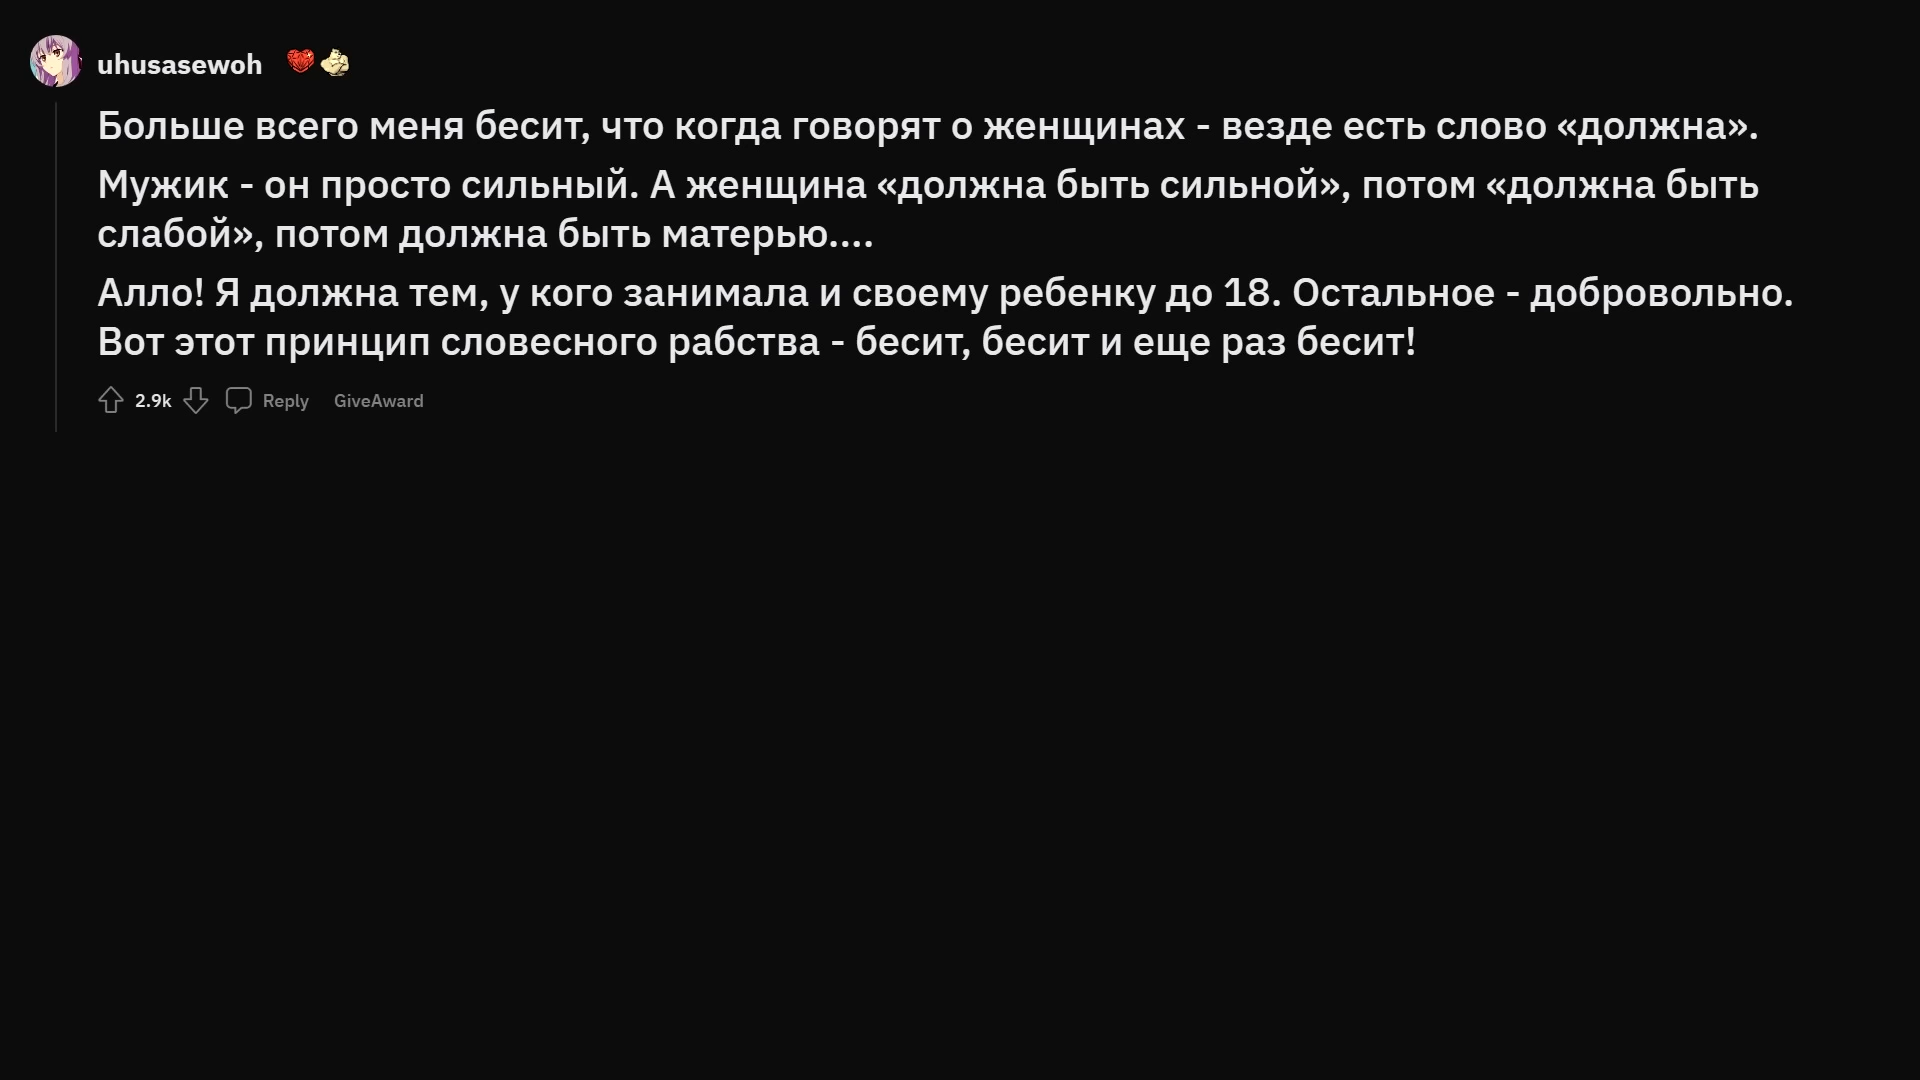 uhusasewoh
Больше всего меня бесит, что когда говорят о женщинах - везде есть слово «должна».
Мужик - он просто сильный. А женщина «должна быть сильной», потом «должна быть
слабой», потом должна быть матерью....
Алло! Я должна тем, у кого занимала и своему ребенку до 18. Остальное - добровольно.
Вот этот принцип словесного рабства - бесит, бесит и еще раз бесит!
2.9k Reply GiveAward